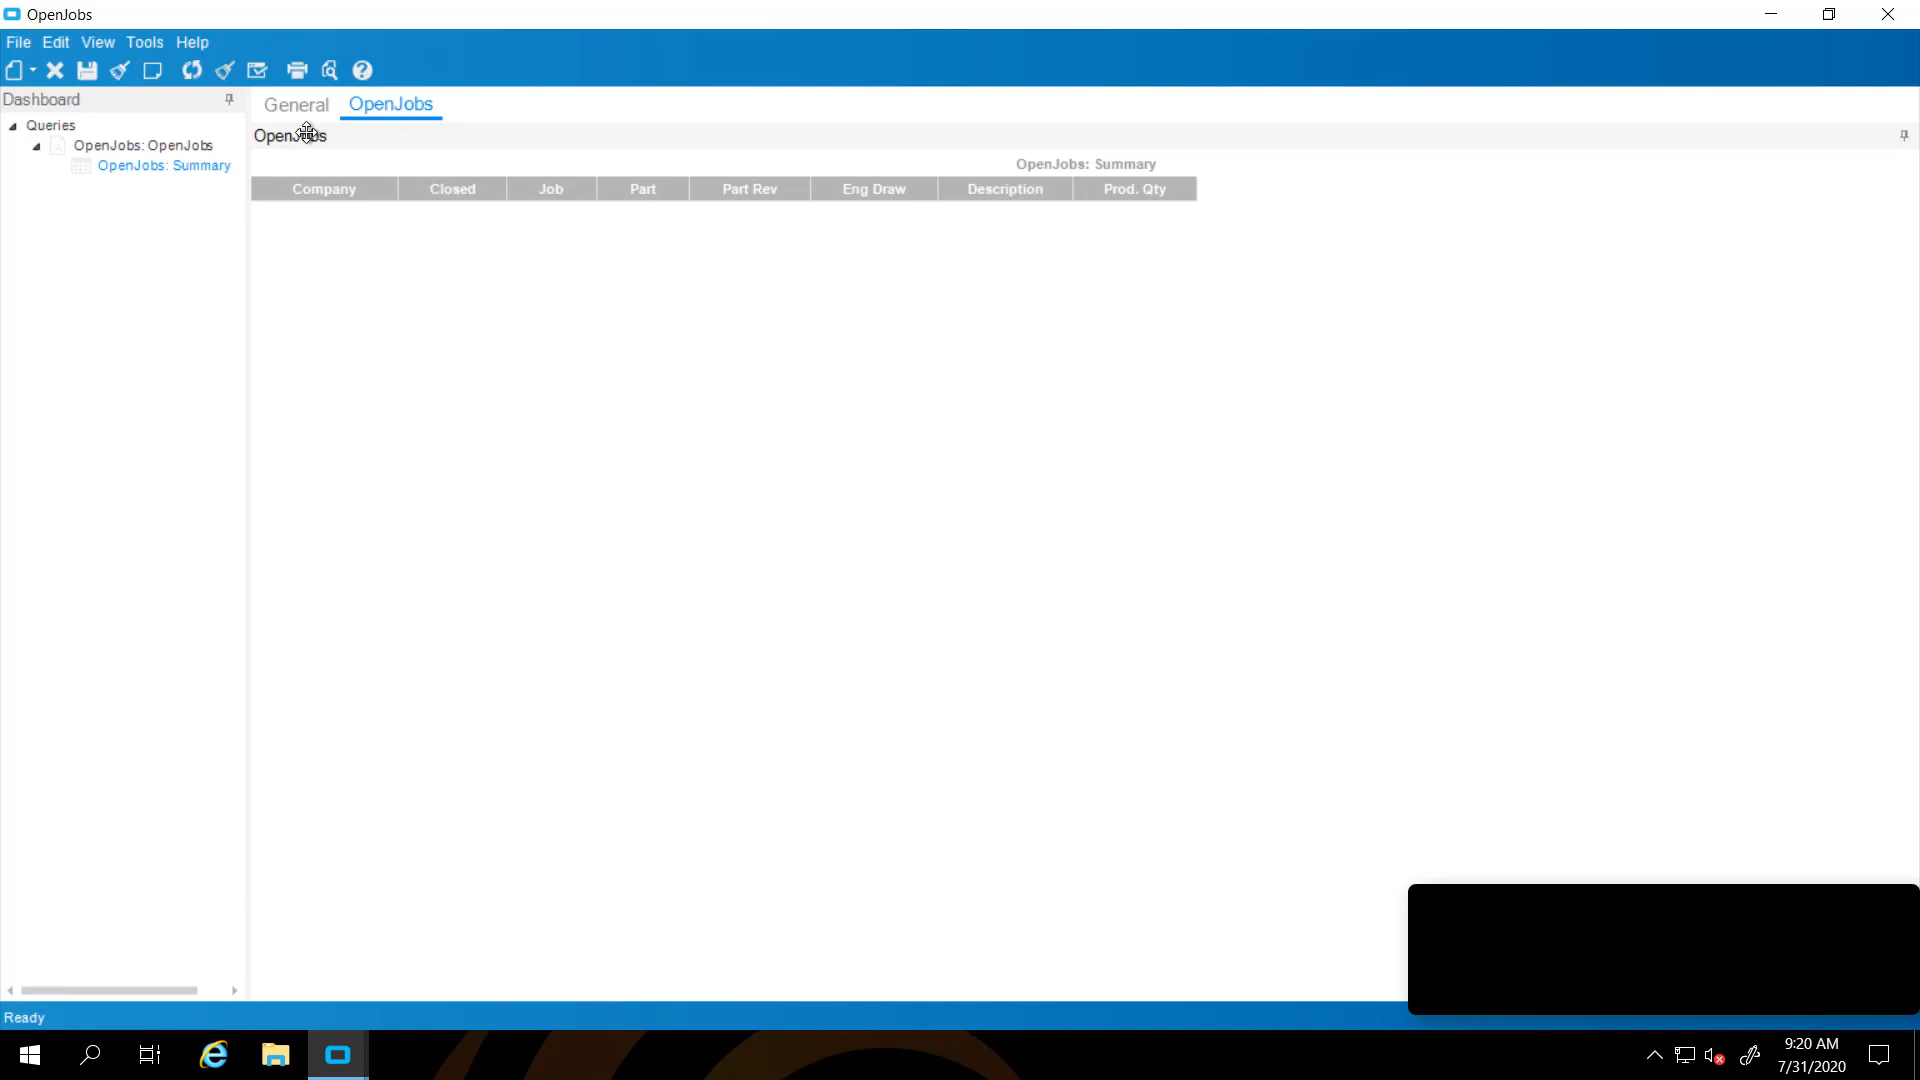 OpenJobs
File Edit View Tools Help
Dashboard
General OpenJobs
Queries
OpenJobs: OpenJobs
OpenJobs: Summary
OpenJobs
OpenJobs: Summary
Company Closed Job Part Part Rev Eng Draw Description Prod. Qty
Ready
9:20 AM
7/31/2020